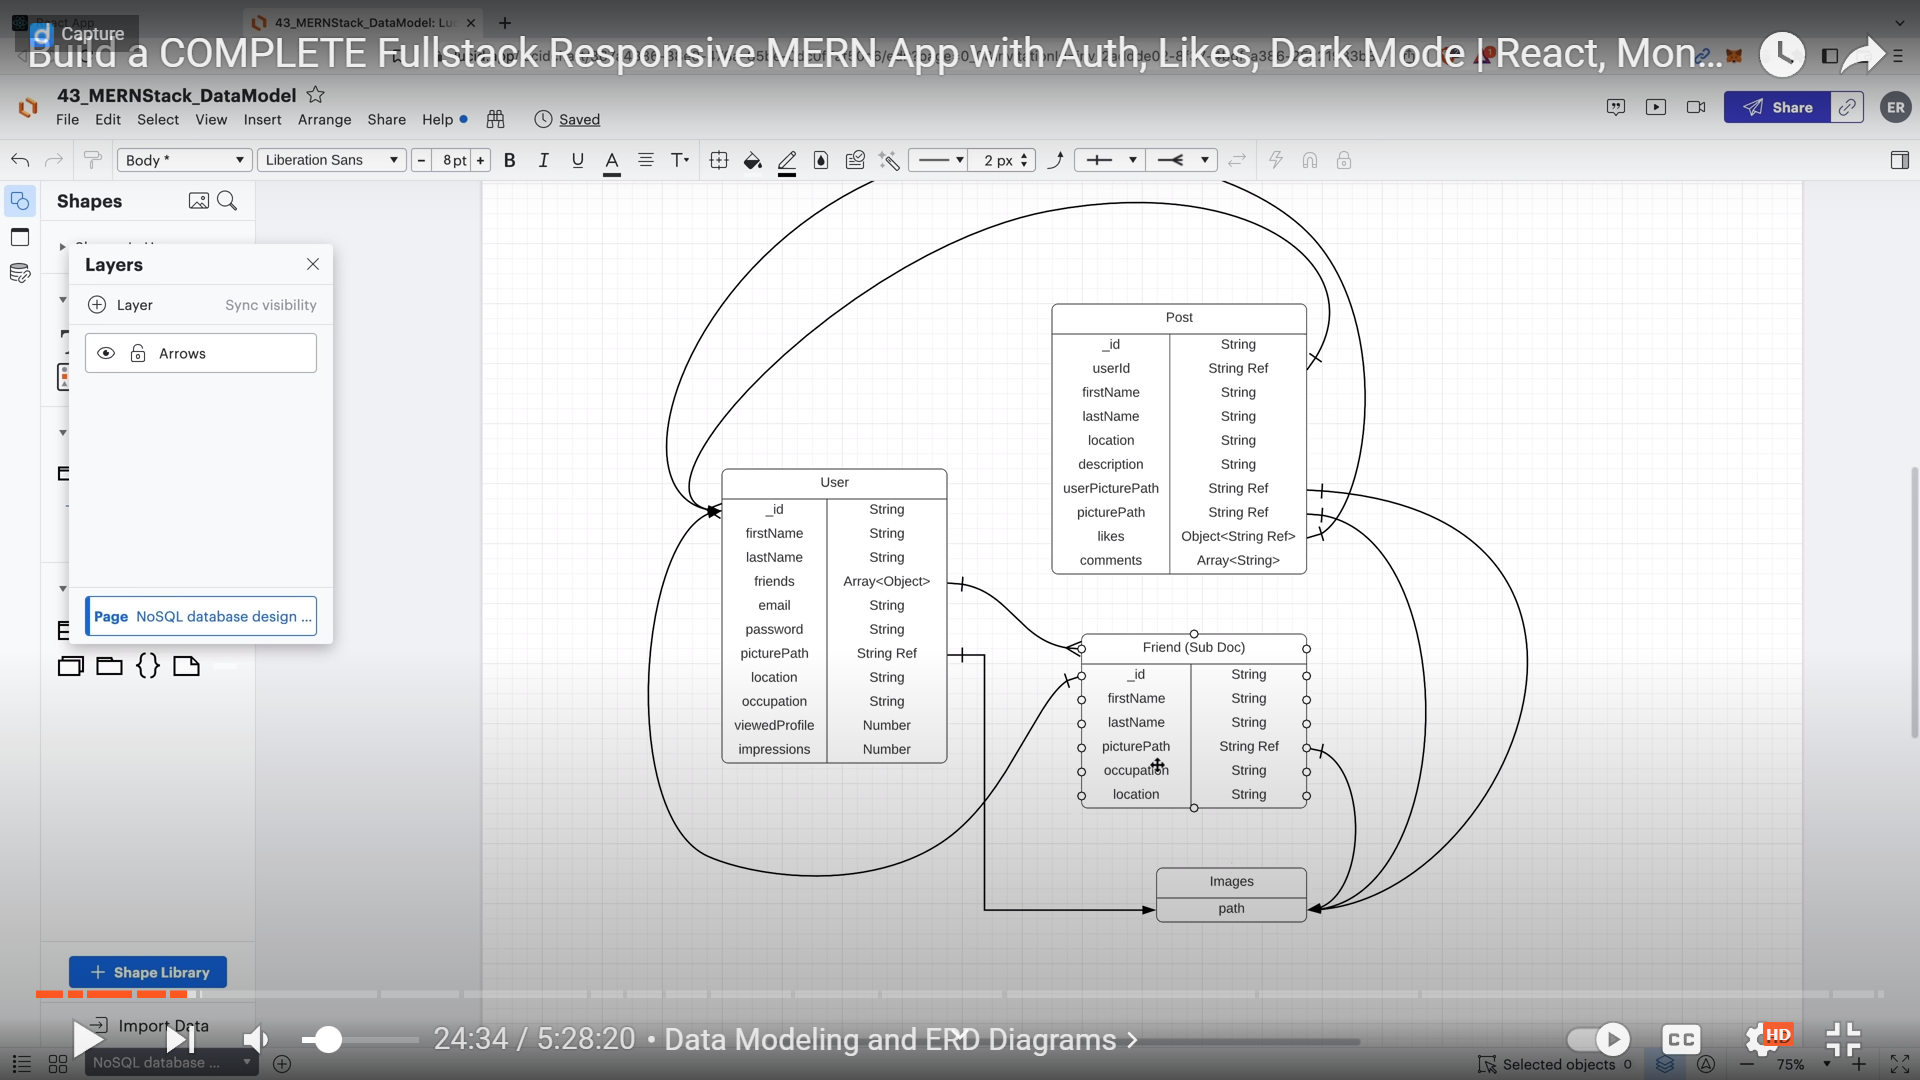 Capture
43_MERNStack_DataModel: Luc
Build a COMPLETE Fullstack Responsive MERN App with Auth, Likes, Dark Mode | React, Mon...
43_MERNStack_DataModel
File Edit Select View Insert Arrange Share Help
Saved
Share
ER
Body *
Liberation Sans
8 pt
B I U A T
2 px
Shapes
Layers
Layer
Sync visibility
Arrows
Page NoSQL database design ...
Shape Library
Import Data
Post
_id String
userId String Ref
firstName String
lastName String
location String
description String
userPicturePath String Ref
picturePath String Ref
likes Object<String Ref>
comments Array<String>
User
_id String
firstName String
lastName String
friends Array<Object>
email String
password String
picturePath String Ref
location String
occupation String
viewedProfile Number
impressions Number
Friend (Sub Doc)
_id String
firstName String
lastName String
picturePath String Ref
occupation String
location String
Images
path
24:34 / 5:28:20 • Data Modeling and ERD Diagrams
CC
HD
NoSQL database ...
Selected objects 0
75%